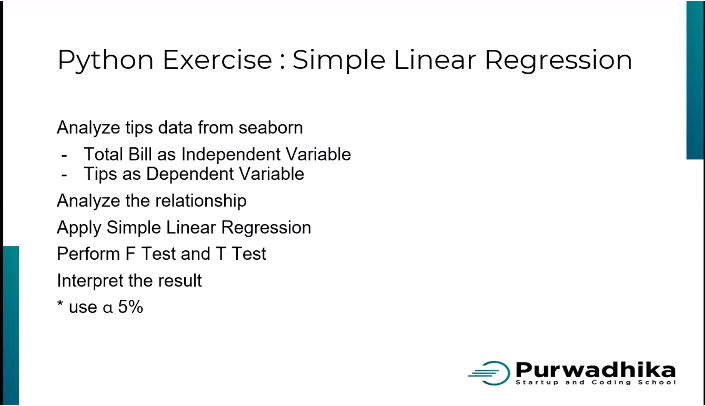 Python Exercise : Simple Linear Regression
Analyze tips data from seaborn
- Total Bill as Independent Variable
- Tips as Dependent Variable
Analyze the relationship
Apply Simple Linear Regression
Perform F Test and T Test
Interpret the result
* use α 5%
Purwadhika
Startup and Coding School